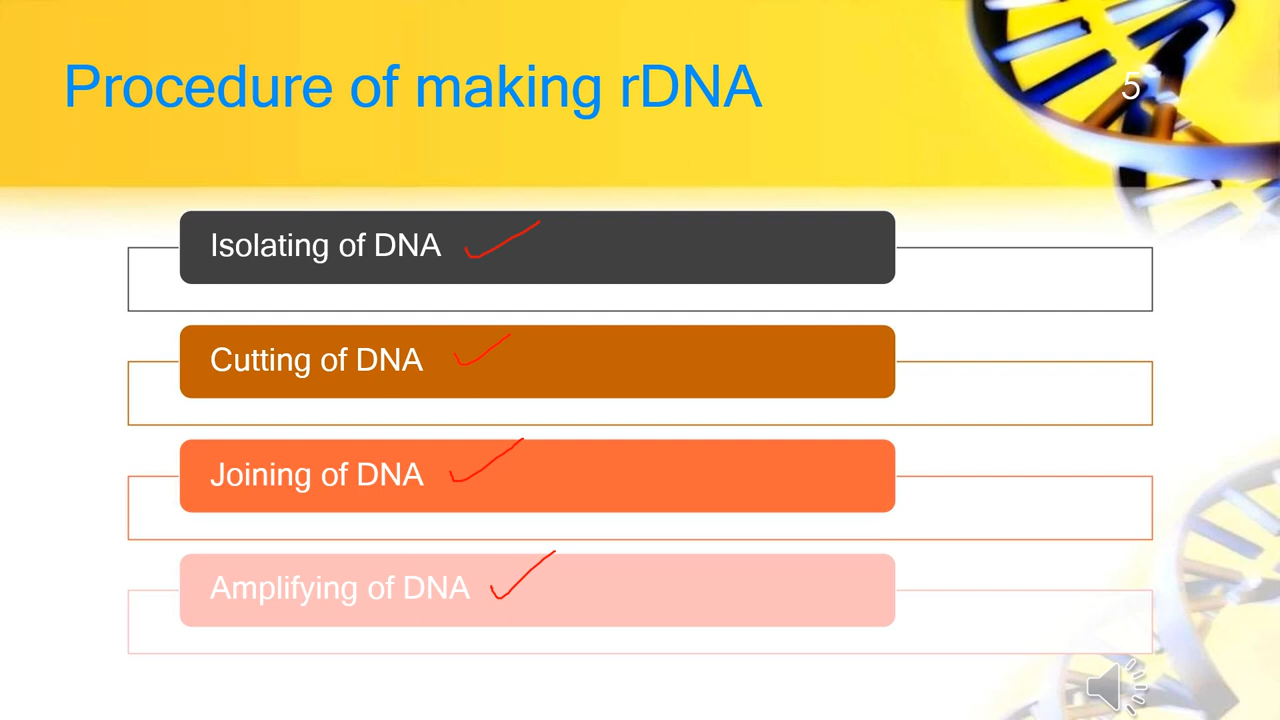 Procedure of making rDNA
5
Isolating of DNA
Cutting of DNA
Joining of DNA
Amplifying of DNA